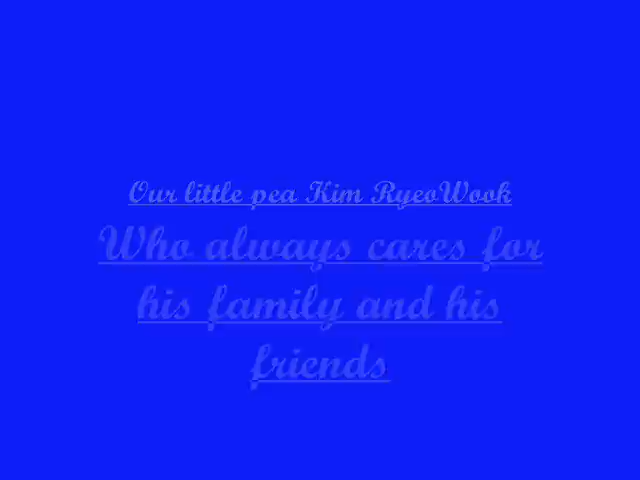 Our little pea Kim RyeoWook
Who always cares for
his family and his
friends